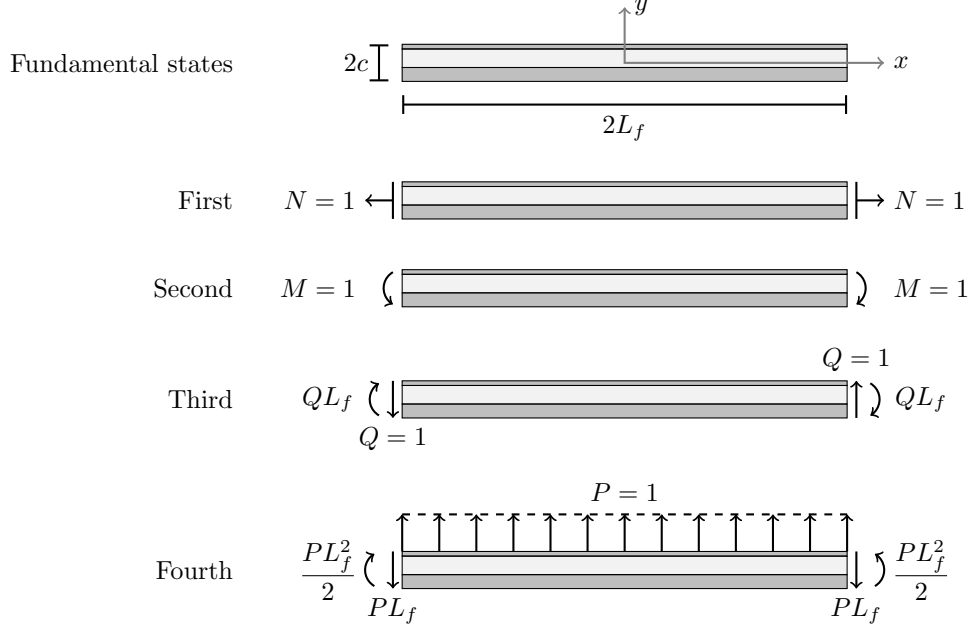 y
Fundamental states 2c x
2L_f
First N = 1 N = 1
Second M = 1 M = 1
Q = 1
Third QL_f QL_f
Q = 1
P = 1
Fourth PL_f^2/2 PL_f^2/2
PL_f PL_f